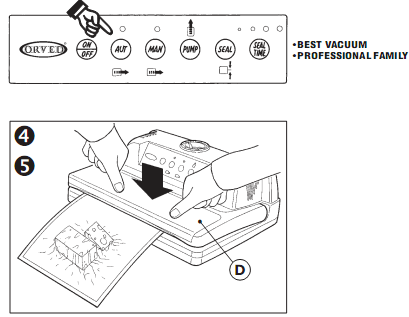 ORVED
ON
OFF
AUT
MAN
PUMP
SEAL
SEAL
TIME
•BEST VACUUM
•PROFESSIONAL FAMILY
4
5
D